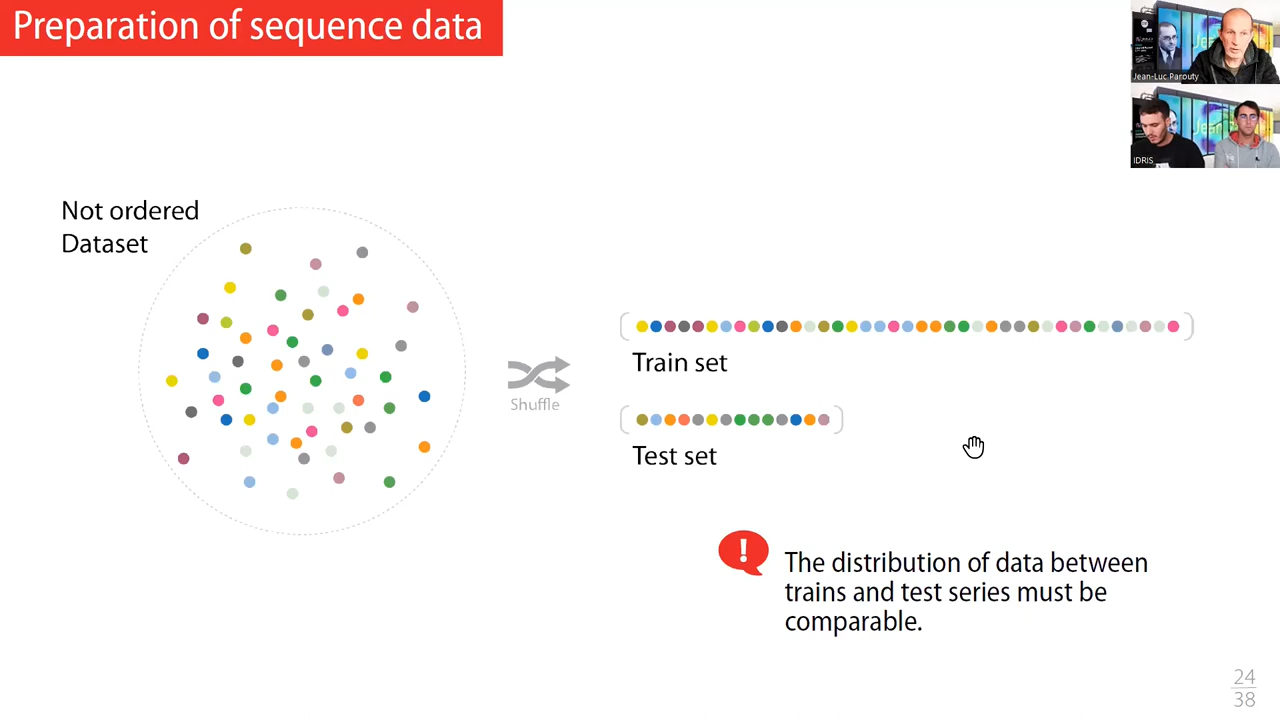 Preparation of sequence data
Jean-Luc Parouty
IDRIS
Not ordered
Dataset
Shuffle
Train set
Test set
!
The distribution of data between
trains and test series must be
comparable.
24
38